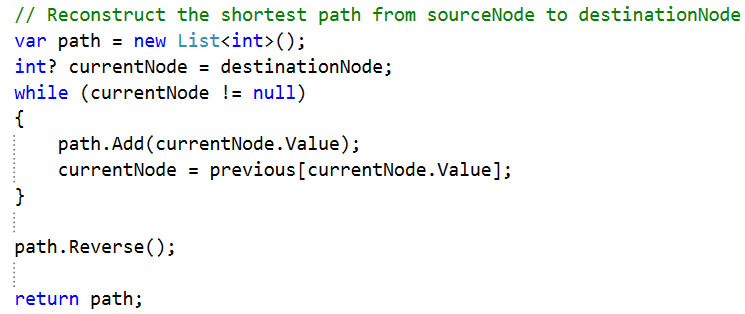 // Reconstruct the shortest path from sourceNode to destinationNode
var path = new List<int>();
int? currentNode = destinationNode;
while (currentNode != null)
{
    path.Add(currentNode.Value);
    currentNode = previous[currentNode.Value];
}
path.Reverse();
return path;